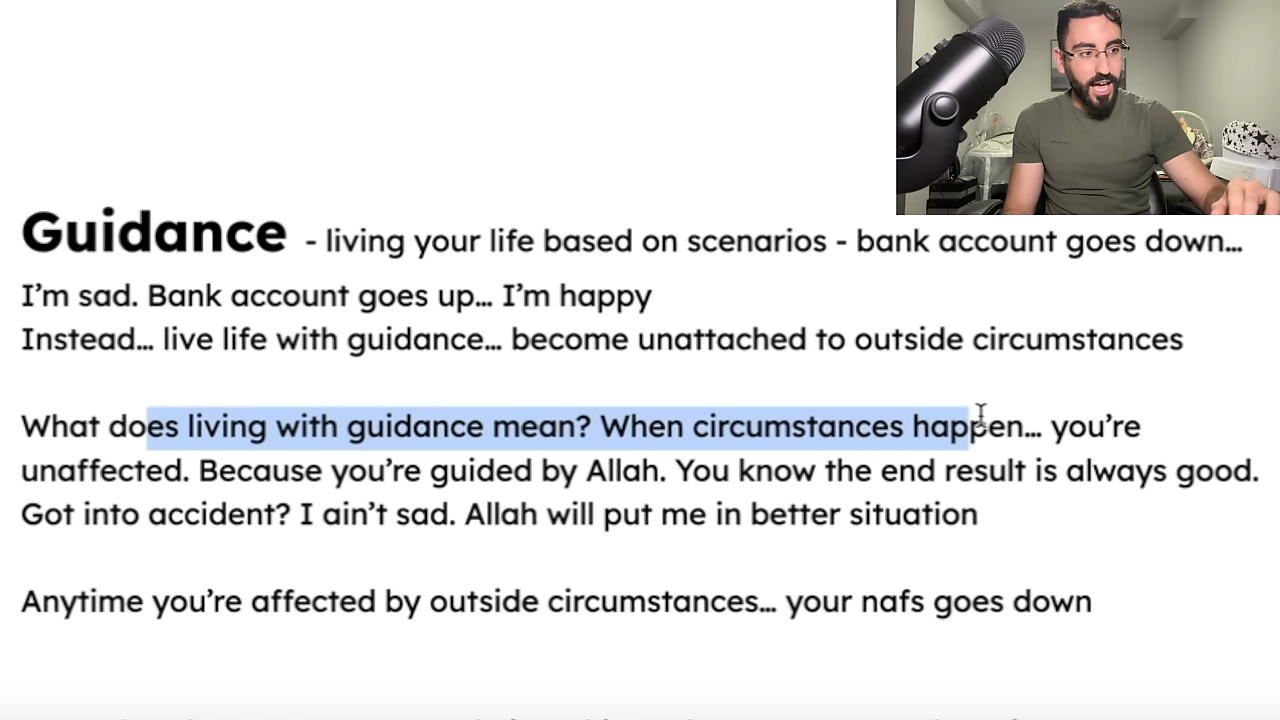 Guidance - living your life based on scenarios - bank account goes down...
I'm sad. Bank account goes up... I'm happy
Instead... live life with guidance... become unattached to outside circumstances
What does living with guidance mean? When circumstances happen... you're
unaffected. Because you're guided by Allah. You know the end result is always good.
Got into accident? I ain't sad. Allah will put me in better situation
Anytime you're affected by outside circumstances... your nafs goes down